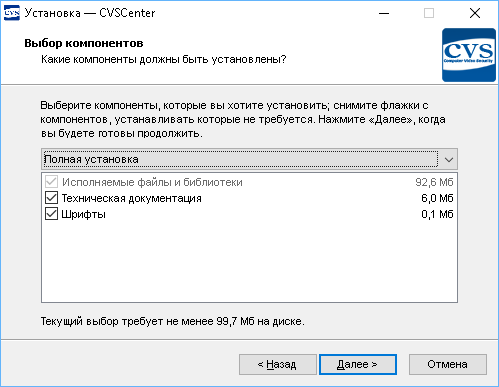 CVS Установка — CVSCenter
Выбор компонентов
Какие компоненты должны быть установлены?
CVS
Computer Video Security
Выберите компоненты, которые вы хотите установить; снимите флажки с
компонентов, устанавливать которые не требуется. Нажмите «Далее», когда
вы будете готовы продолжить.
Полная установка
Исполняемые файлы и библиотеки 92,6 Мб
Техническая документация 6,0 Мб
Шрифты 0,1 Мб
Текущий выбор требует не менее 99,7 Мб на диске.
< Назад Далее > Отмена